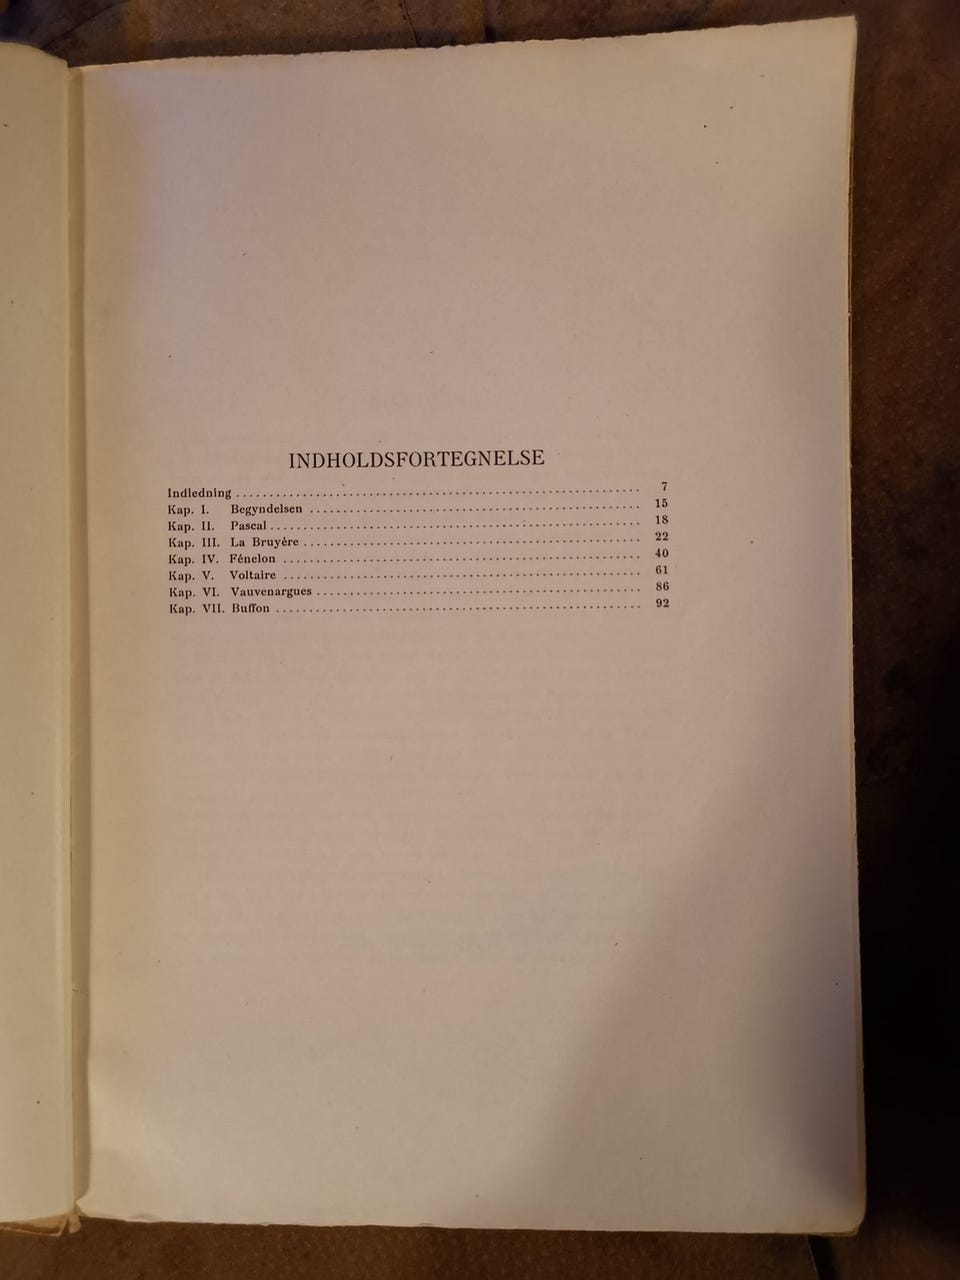 INDHOLDSFORTEGNELSE
Indledning ........................................................ 7
Kap. I. Begyndelsen ........................................................ 15
Kap. II. Pascal ........................................................ 18
Kap. III. La Bruyère ........................................................ 22
Kap. IV. Fénelon ........................................................ 40
Kap. V. Voltaire ........................................................ 61
Kap. VI. Vauvenargues ........................................................ 86
Kap. VII. Buffon ........................................................ 92